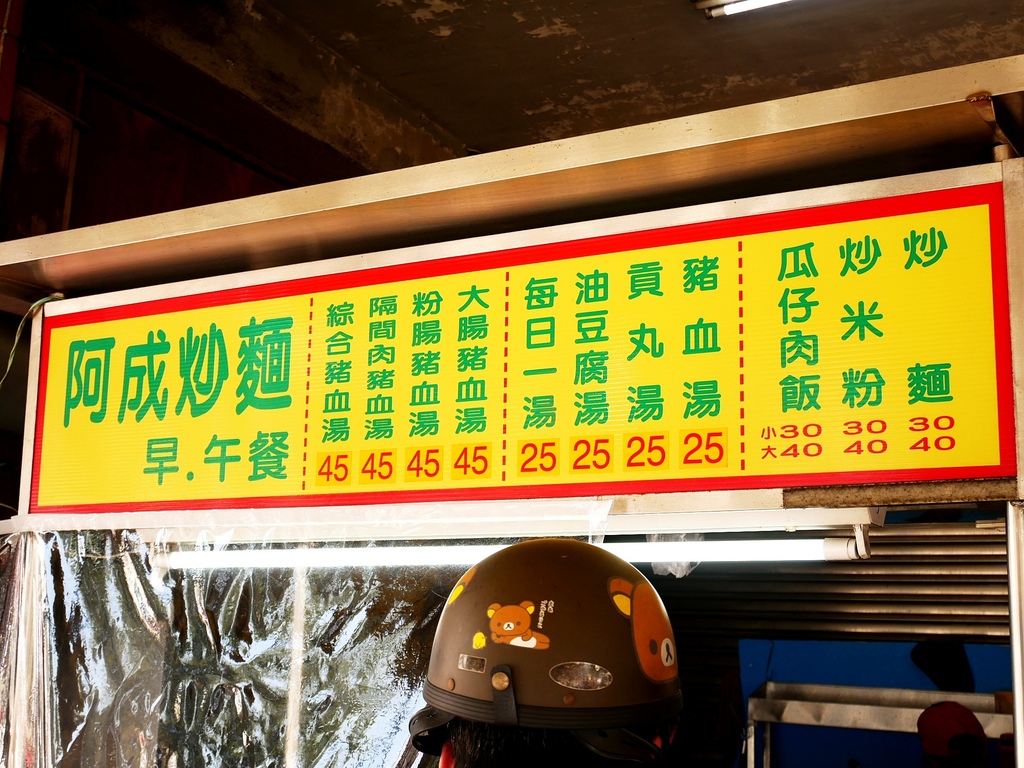 阿成炒麵
早.午餐
綜合豬血湯 45
隔間肉豬血湯 45
粉腸豬血湯 45
大腸豬血湯 45
每日一湯 25
油豆腐湯 25
貢丸湯 25
豬血湯 25
瓜仔肉飯 小30 大40
炒米粉 30 40
炒麵 30 40